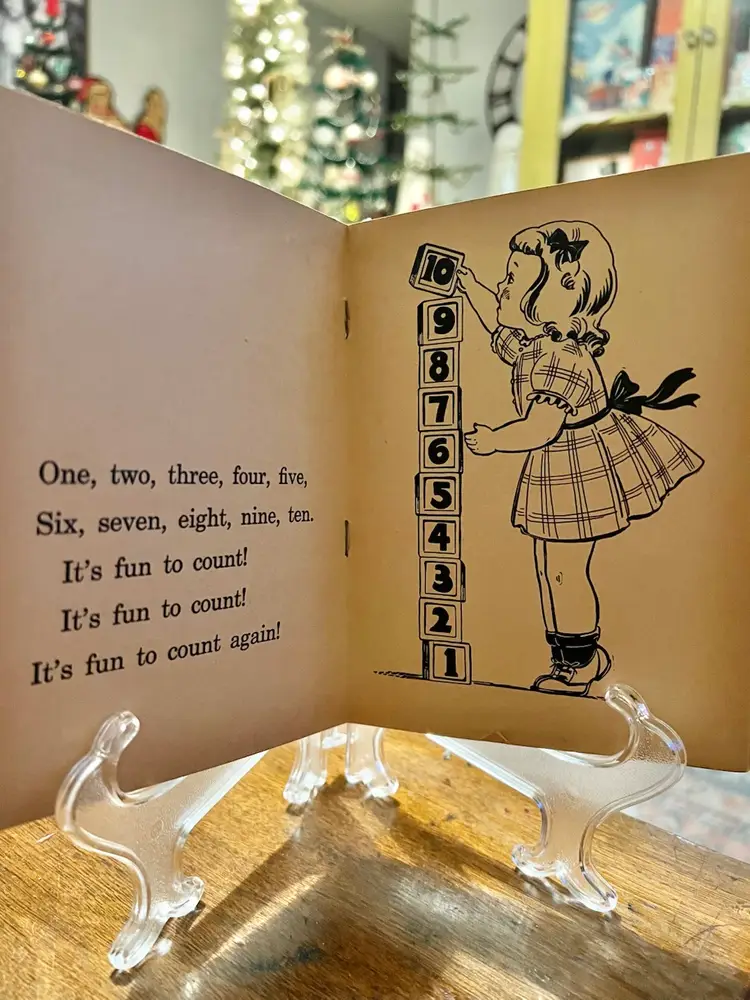 One, two, three, four, five,
Six, seven, eight, nine, ten.
It's fun to count!
It's fun to count!
It's fun to count again!
10
9
8
7
6
5
4
3
2
1